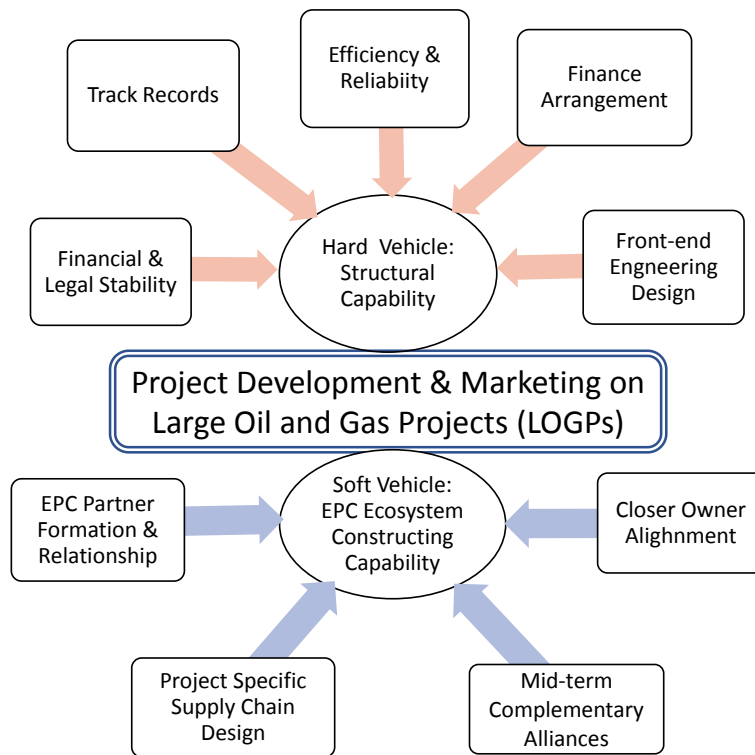 Efficiency &
Reliabiity
Track Records
Finance
Arrangement
Financial &
Legal Stability
Hard Vehicle:
Structural
Capability
Front-end
Engneering
Design
Project Development & Marketing on
Large Oil and Gas Projects (LOGPs)
EPC Partner
Formation &
Relationship
Soft Vehicle:
EPC Ecosystem
Constructing
Capability
Closer Owner
Alighnment
Project Specific
Supply Chain
Design
Mid-term
Complementary
Alliances